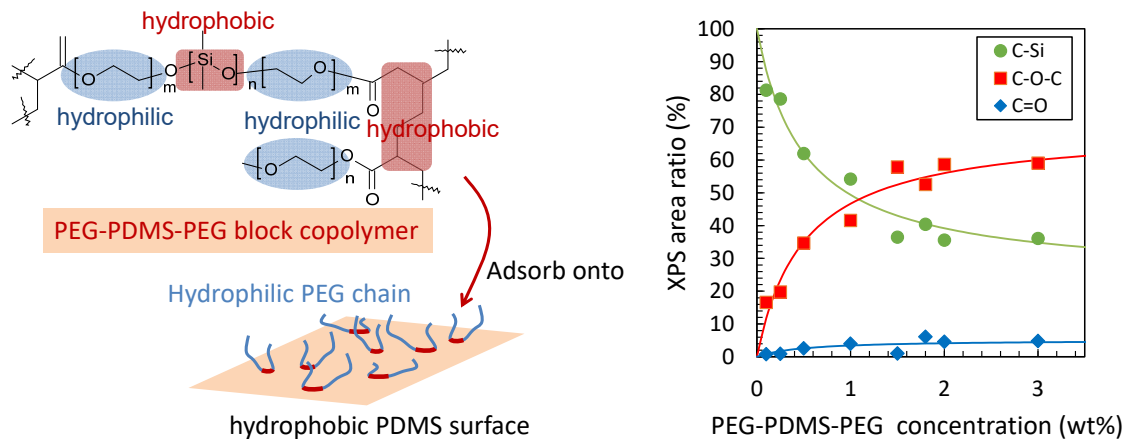 hydrophobic
O [ O ] m O [ Si O ] n [ O ] m O
hydrophilic
hydrophilic
hydrophobic
[ O ] n O O
PEG-PDMS-PEG block copolymer
Adsorb onto
Hydrophilic PEG chain
hydrophobic PDMS surface
XPS area ratio (%)
100
90
80
70
60
50
40
30
20
10
0
C-Si
C-O-C
C=O
0 1 2 3
PEG-PDMS-PEG concentration (wt%)